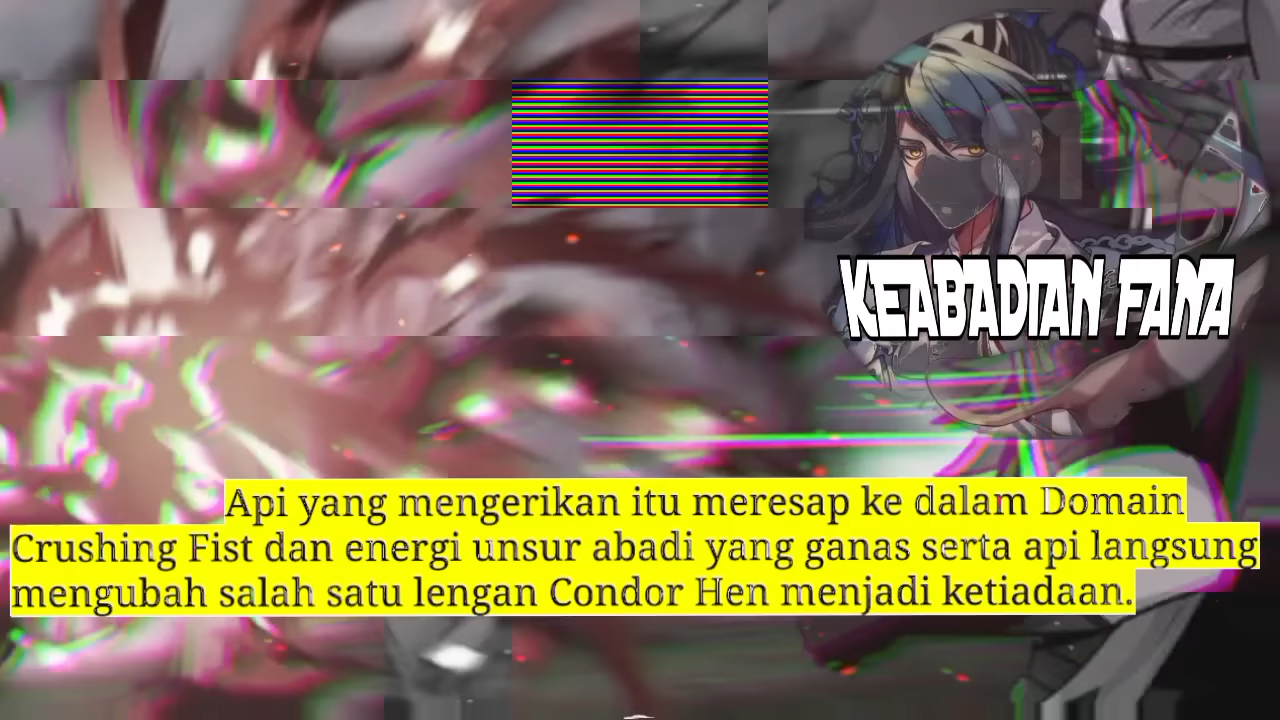 KEABADIAN FANA
Api yang mengerikan itu meresap ke dalam Domain
Crushing Fist dan energi unsur abadi yang ganas serta api langsung
mengubah salah satu lengan Condor Hen menjadi ketiadaan.